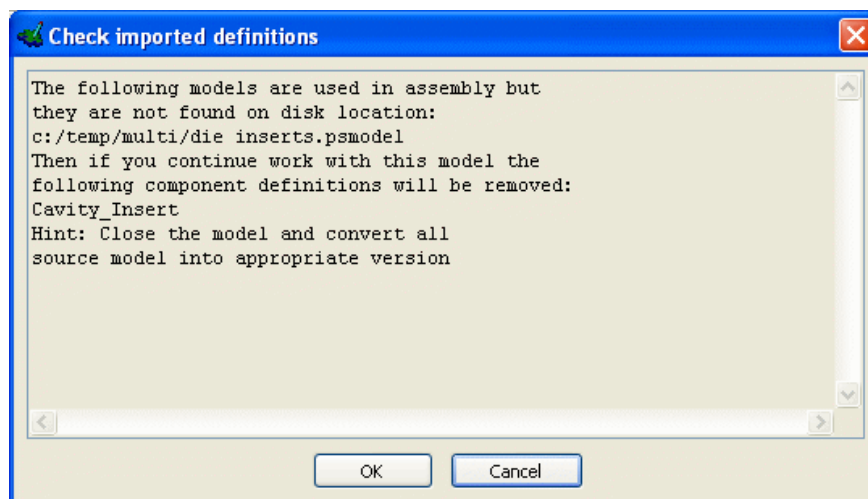 Check imported definitions
The following models are used in assembly but
they are not found on disk location:
c:/temp/multi/die inserts.psmodel
Then if you continue work with this model the
following component definitions will be removed:
Cavity_Insert
Hint: Close the model and convert all
source model into appropriate version
OK Cancel